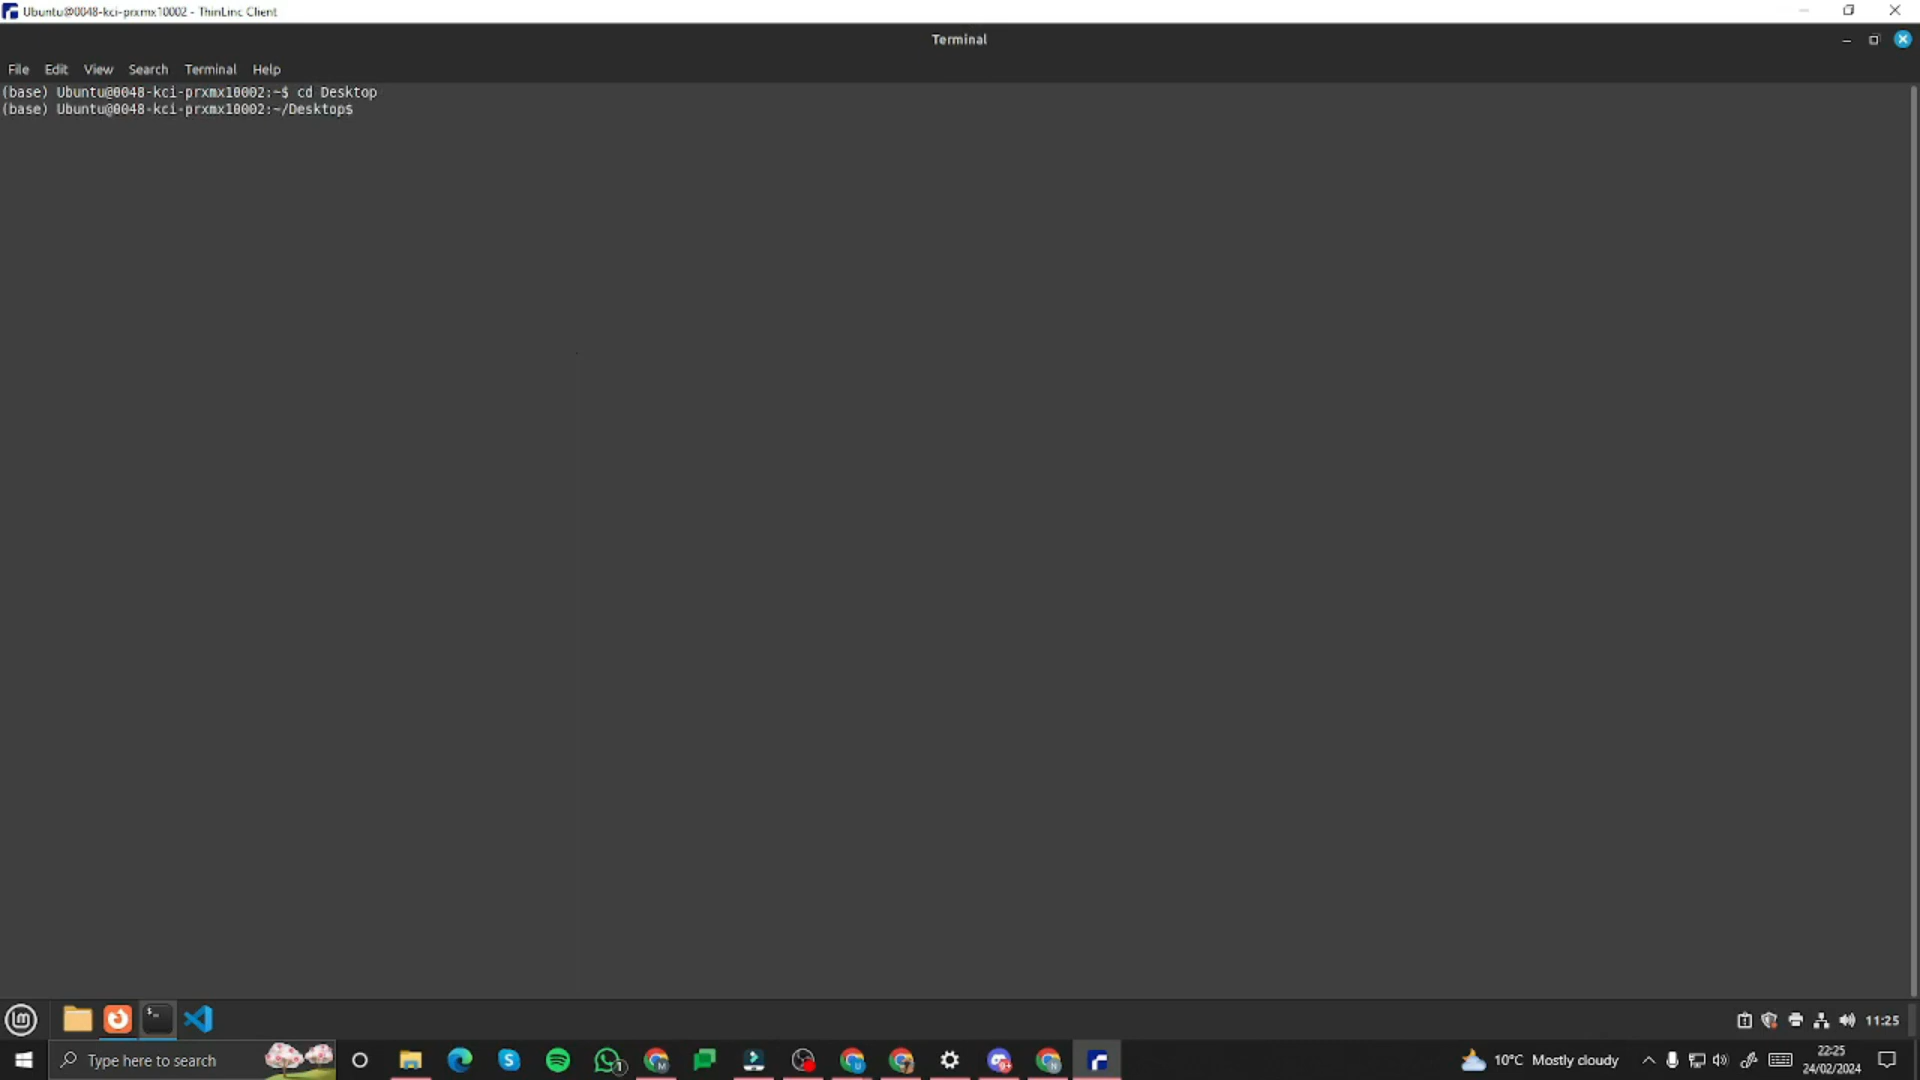 Ubuntu@0048-kci-prxmx10002 - ThinLinc Client
Terminal
File Edit View Search Terminal Help
(base) Ubuntu@0048-kci-prxmx10002:~$ cd Desktop
(base) Ubuntu@0048-kci-prxmx10002:~/Desktop$
11:25
Type here to search
10°C Mostly cloudy
22:25
24/02/2024